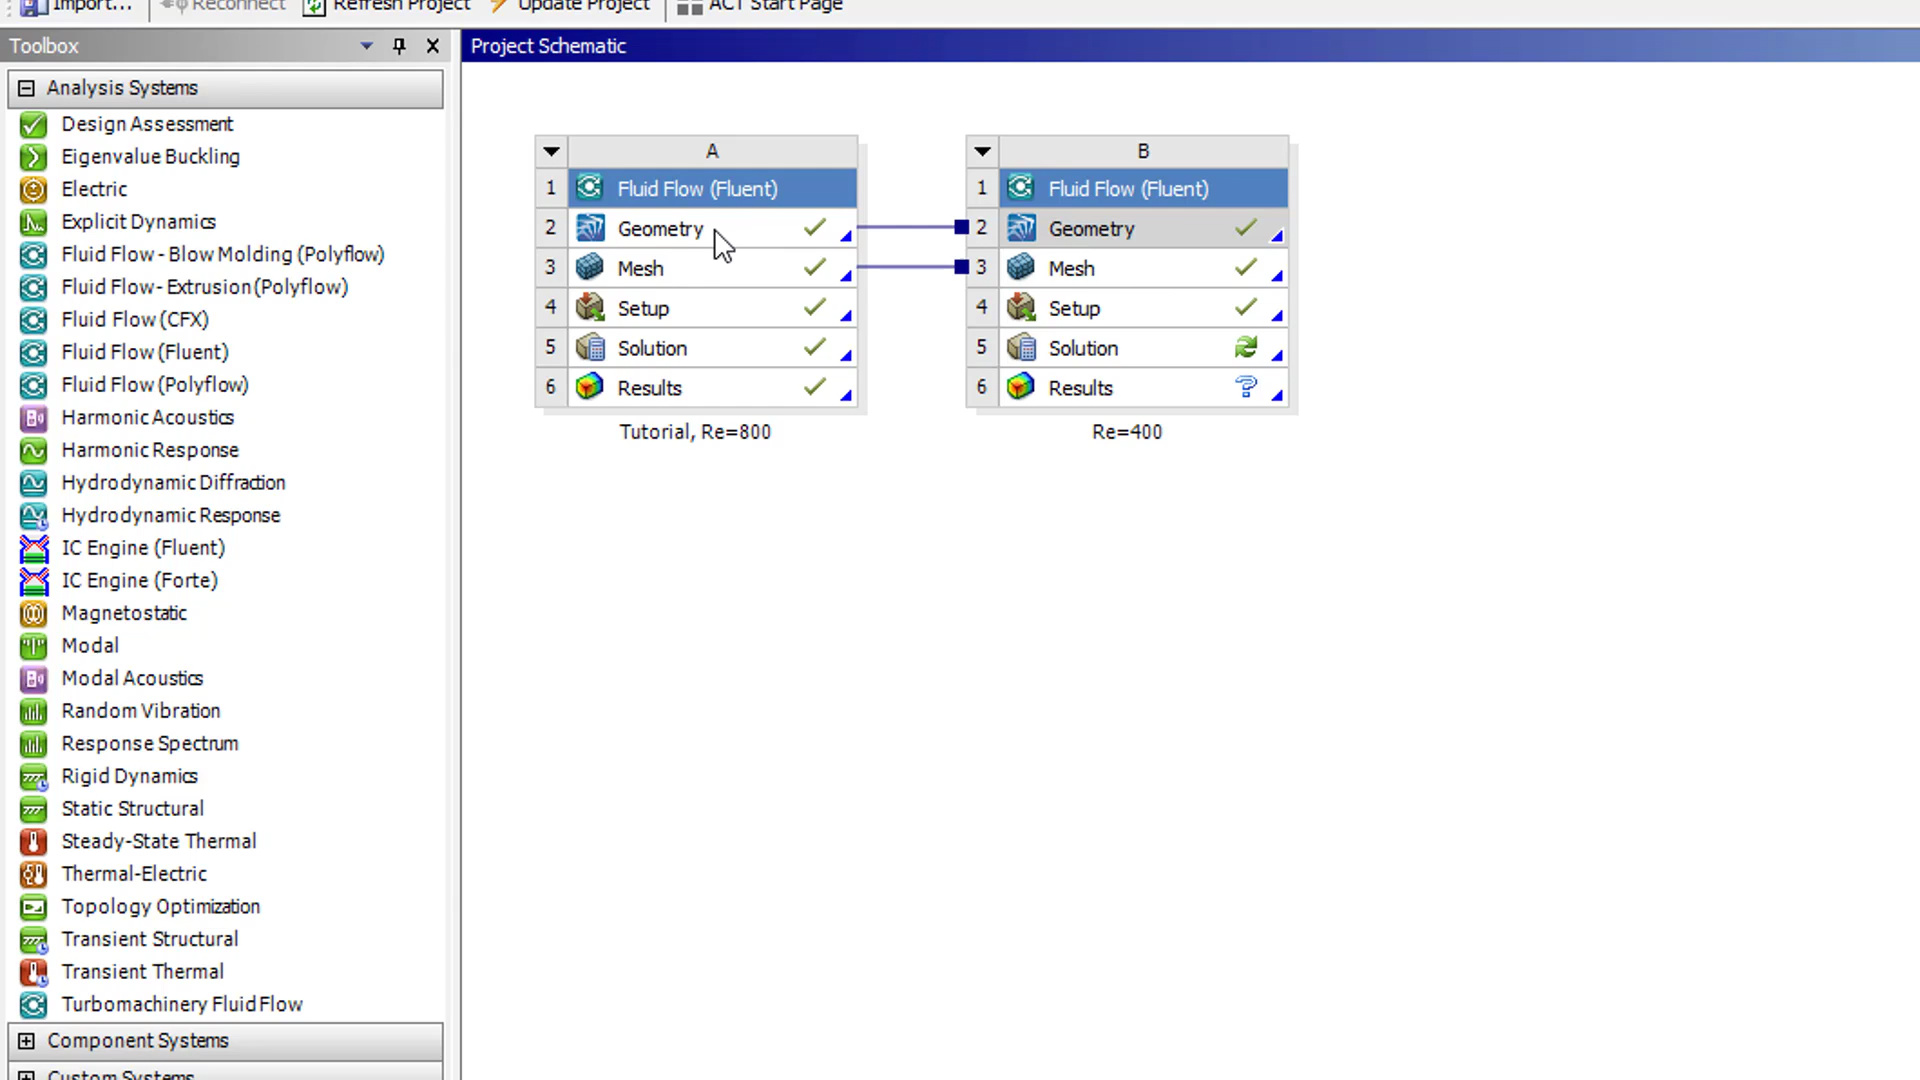 Import...
Reconnect
Refresh Project
Update Project
ACT Start Page
Toolbox
Analysis Systems
Design Assessment
Eigenvalue Buckling
Electric
Explicit Dynamics
Fluid Flow - Blow Molding (Polyflow)
Fluid Flow - Extrusion (Polyflow)
Fluid Flow (CFX)
Fluid Flow (Fluent)
Fluid Flow (Polyflow)
Harmonic Acoustics
Harmonic Response
Hydrodynamic Diffraction
Hydrodynamic Response
IC Engine (Fluent)
IC Engine (Forte)
Magnetostatic
Modal
Modal Acoustics
Random Vibration
Response Spectrum
Rigid Dynamics
Static Structural
Steady-State Thermal
Thermal-Electric
Topology Optimization
Transient Structural
Transient Thermal
Turbomachinery Fluid Flow
Component Systems
Custom Systems
Project Schematic
A
1 Fluid Flow (Fluent)
2 Geometry
3 Mesh
4 Setup
5 Solution
6 Results
Tutorial, Re=800
B
1 Fluid Flow (Fluent)
2 Geometry
3 Mesh
4 Setup
5 Solution
6 Results
Re=400